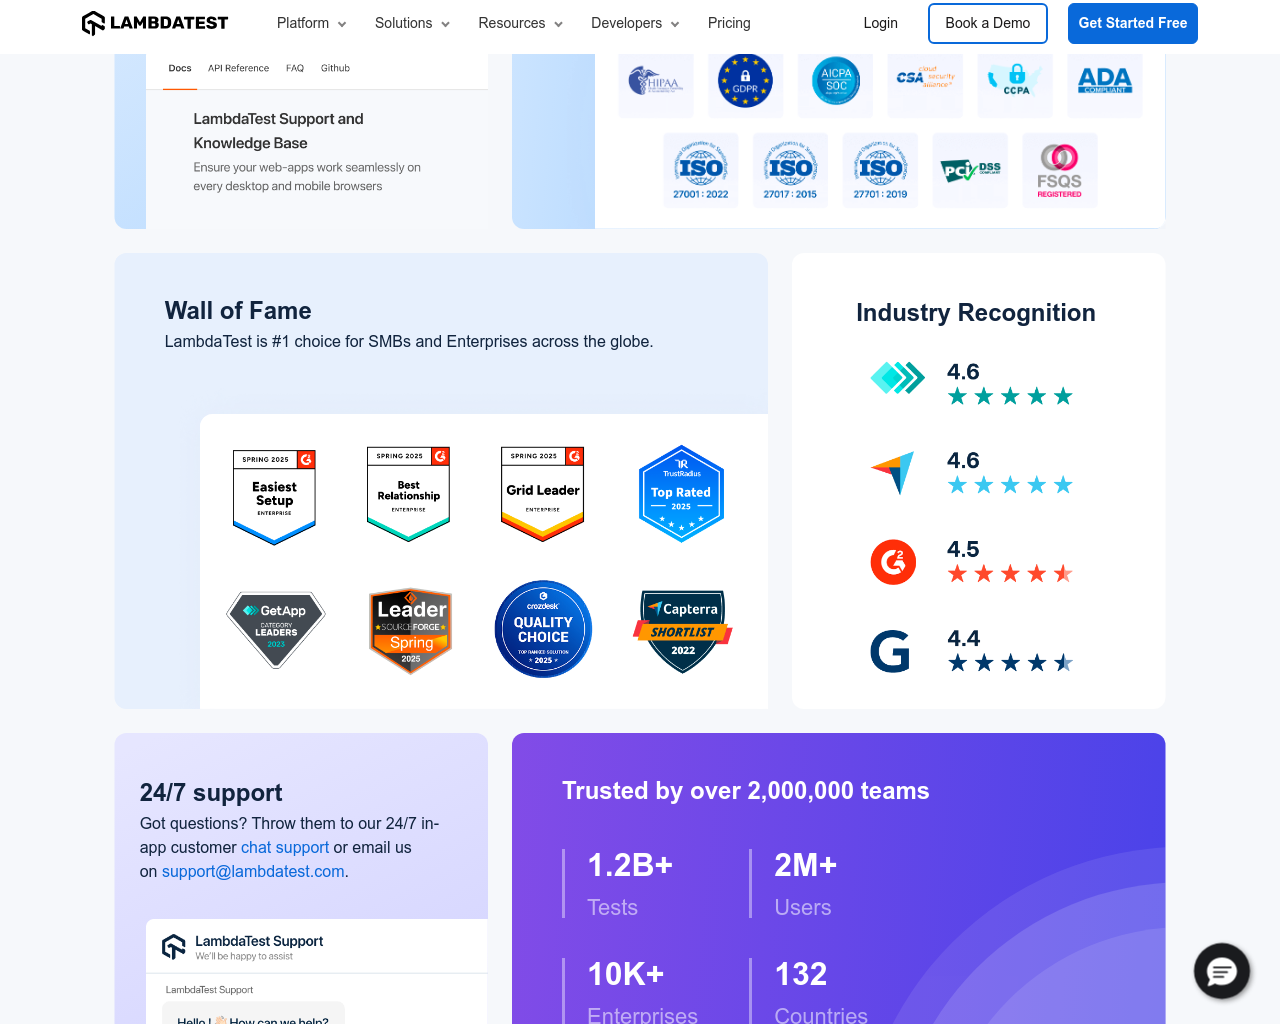 LAMBDATEST
Platform
Solutions
Resources
Developers
Pricing
Login
Book a Demo
Get Started Free
Docs
API Reference
FAQ
Github
LambdaTest Support and
Knowledge Base
Ensure your web-apps work seamlessly on
every desktop and mobile browsers
HIPAA
GDPR
AICPA
SOC
CSA cloud security alliance
CCPA
ADA
COMPLIANT
ISO
27001 : 2022
ISO
27017 : 2015
ISO
27701 : 2019
PCI DSS
COMPLIANT
FSQS
REGISTERED
Wall of Fame
LambdaTest is #1 choice for SMBs and Enterprises across the globe.
SPRING 2025
Easiest
Setup
ENTERPRISE
SPRING 2025
Best
Relationship
ENTERPRISE
SPRING 2025
Grid Leader
ENTERPRISE
TR
TrustRadius
Top Rated
2025
GetApp
CATEGORY
LEADERS
2023
Leader
SOURCEFORGE
Spring
2025
crozdesk
QUALITY
CHOICE
TOP RANKED SOLUTION
2025
Capterra
SHORTLIST
2022
Industry Recognition
4.6
4.6
G2
4.5
G
4.4
24/7 support
Got questions? Throw them to our 24/7 in-
app customer chat support or email us
on support@lambdatest.com.
LambdaTest Support
We'll be happy to assist
LambdaTest Support
Hello ! How can we help?
Trusted by over 2,000,000 teams
1.2B+
Tests
2M+
Users
10K+
Enterprises
132
Countries